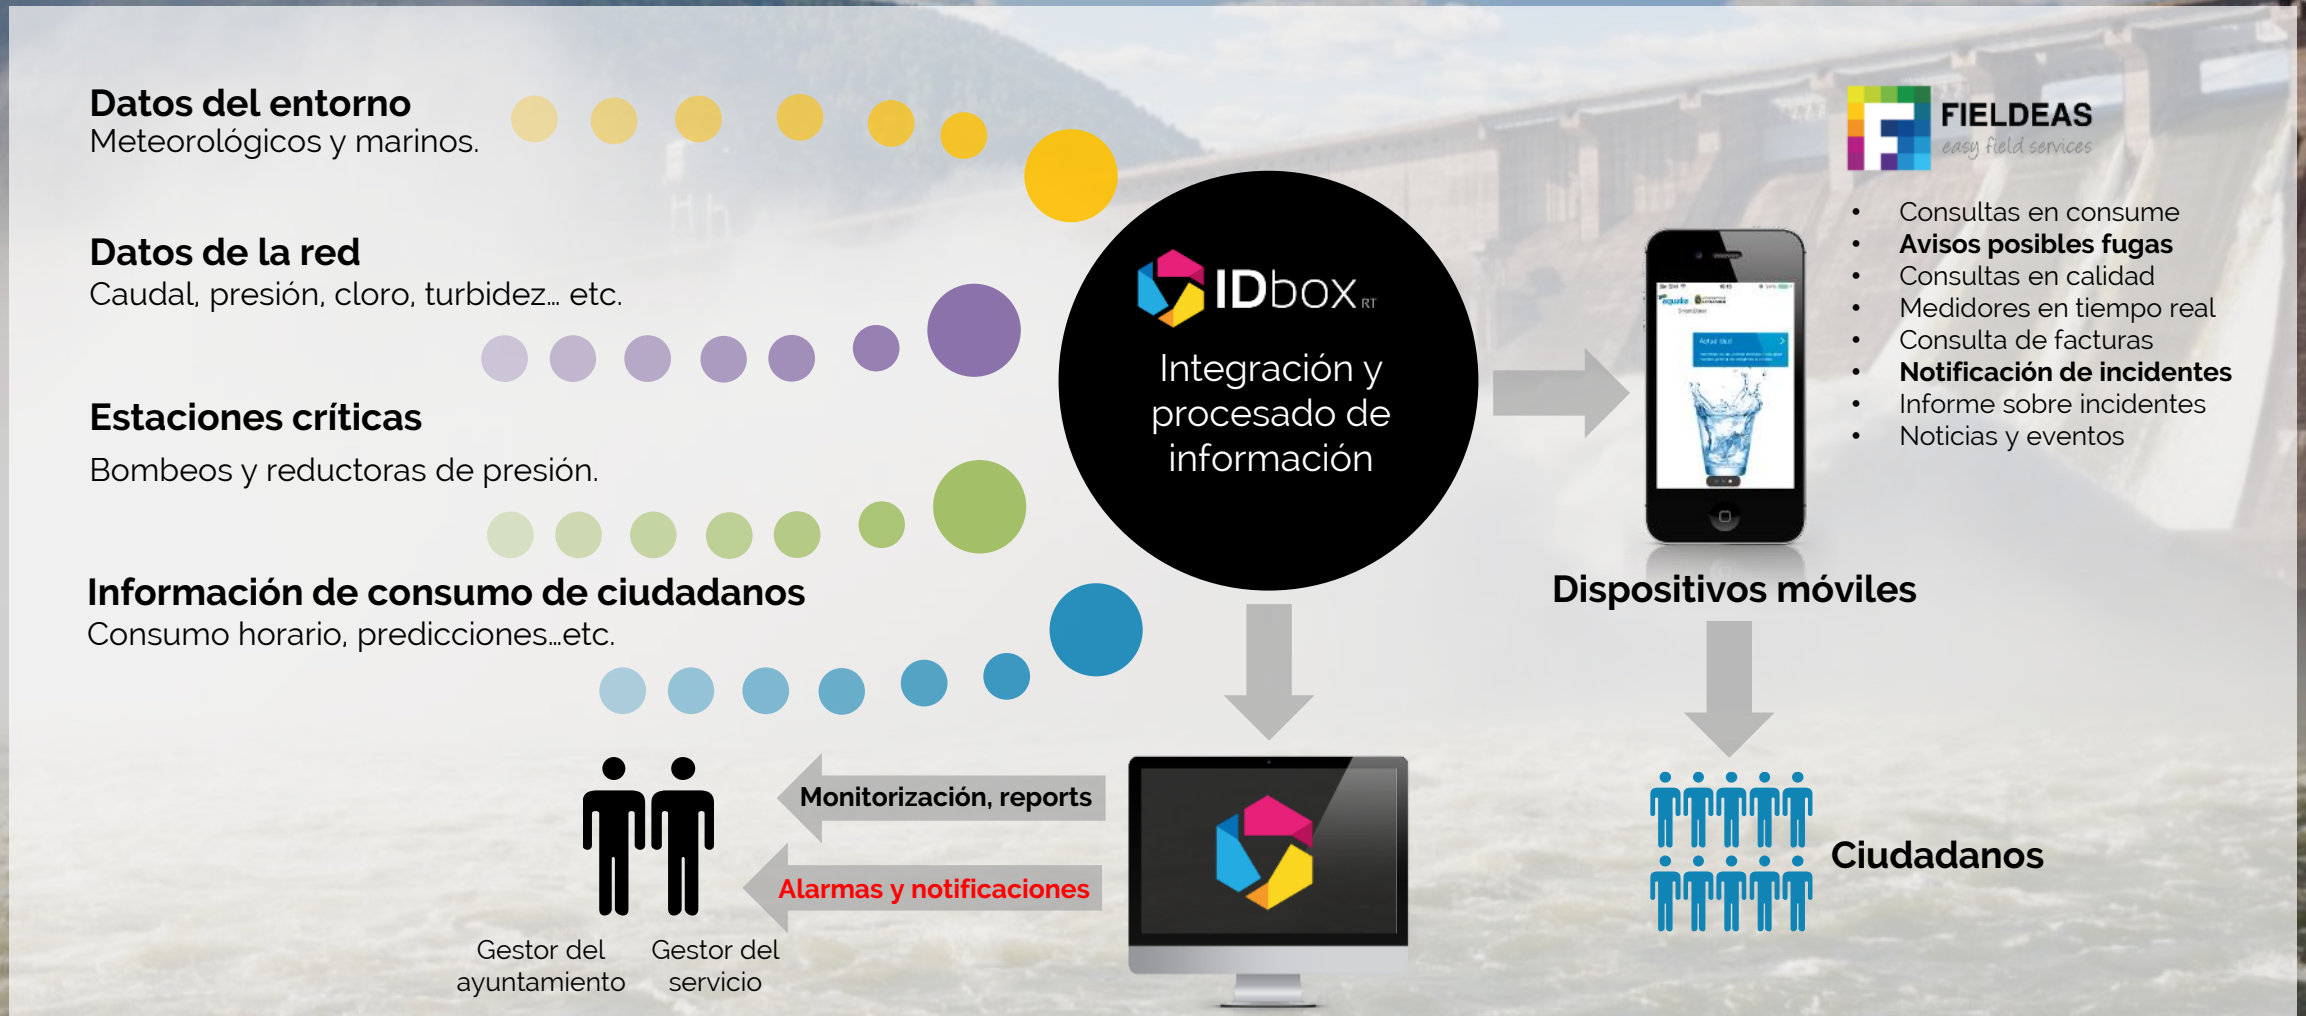 Datos del entorno
Meteorológicos y marinos.
Datos de la red
Caudal, presión, cloro, turbidez... etc.
Estaciones críticas
Bombeos y reductoras de presión.
Información de consumo de ciudadanos
Consumo horario, predicciones...etc.
IDbox RT
Integración y
procesado de
información
FIELDEAS
easy field services
• Consultas en consume
• Avisos posibles fugas
• Consultas en calidad
• Medidores en tiempo real
• Consulta de facturas
• Notificación de incidentes
• Informe sobre incidentes
• Noticias y eventos
aqualia
Dispositivos móviles
Ciudadanos
Monitorización, reports
Alarmas y notificaciones
Gestor del
ayuntamiento
Gestor del
servicio